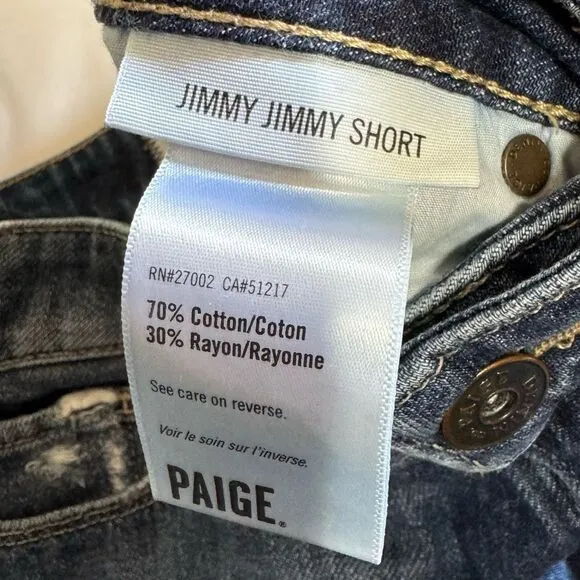 JIMMY JIMMY SHORT
RN#27002 CA#51217
70% Cotton/Coton
30% Rayon/Rayonne
See care on reverse.
Voir le soin sur l'inverse.
PAIGE®